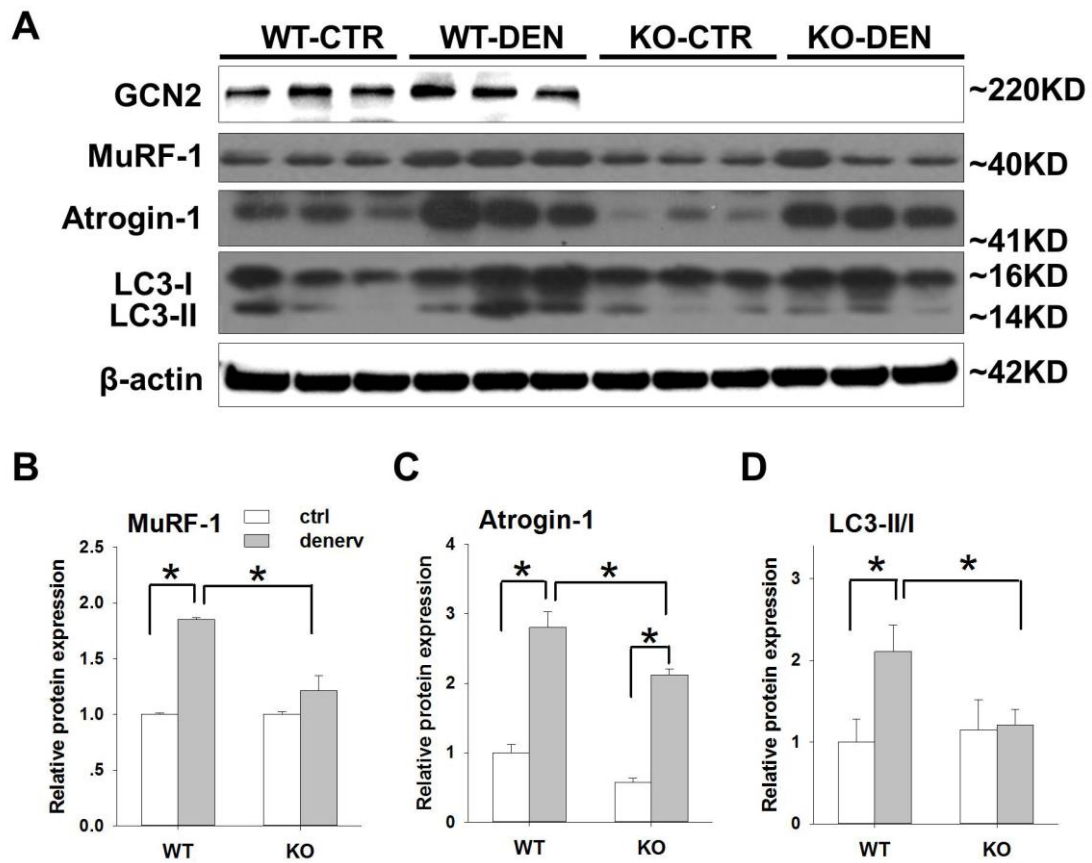 A
WT-CTR WT-DEN KO-CTR KO-DEN
GCN2 ~220KD
MuRF-1 ~40KD
Atrogin-1 ~41KD
LC3-I ~16KD
LC3-II ~14KD
β-actin ~42KD
B
MuRF-1
ctrl
denerv
Relative protein expression
2.5
2.0
1.5
1.0
.5
0.0
*
*
WT KO
C
Atrogin-1
Relative protein expression
4
3
2
1
0
*
*
*
WT KO
D
LC3-II/I
Relative protein expression
3
2
1
0
*
*
WT KO